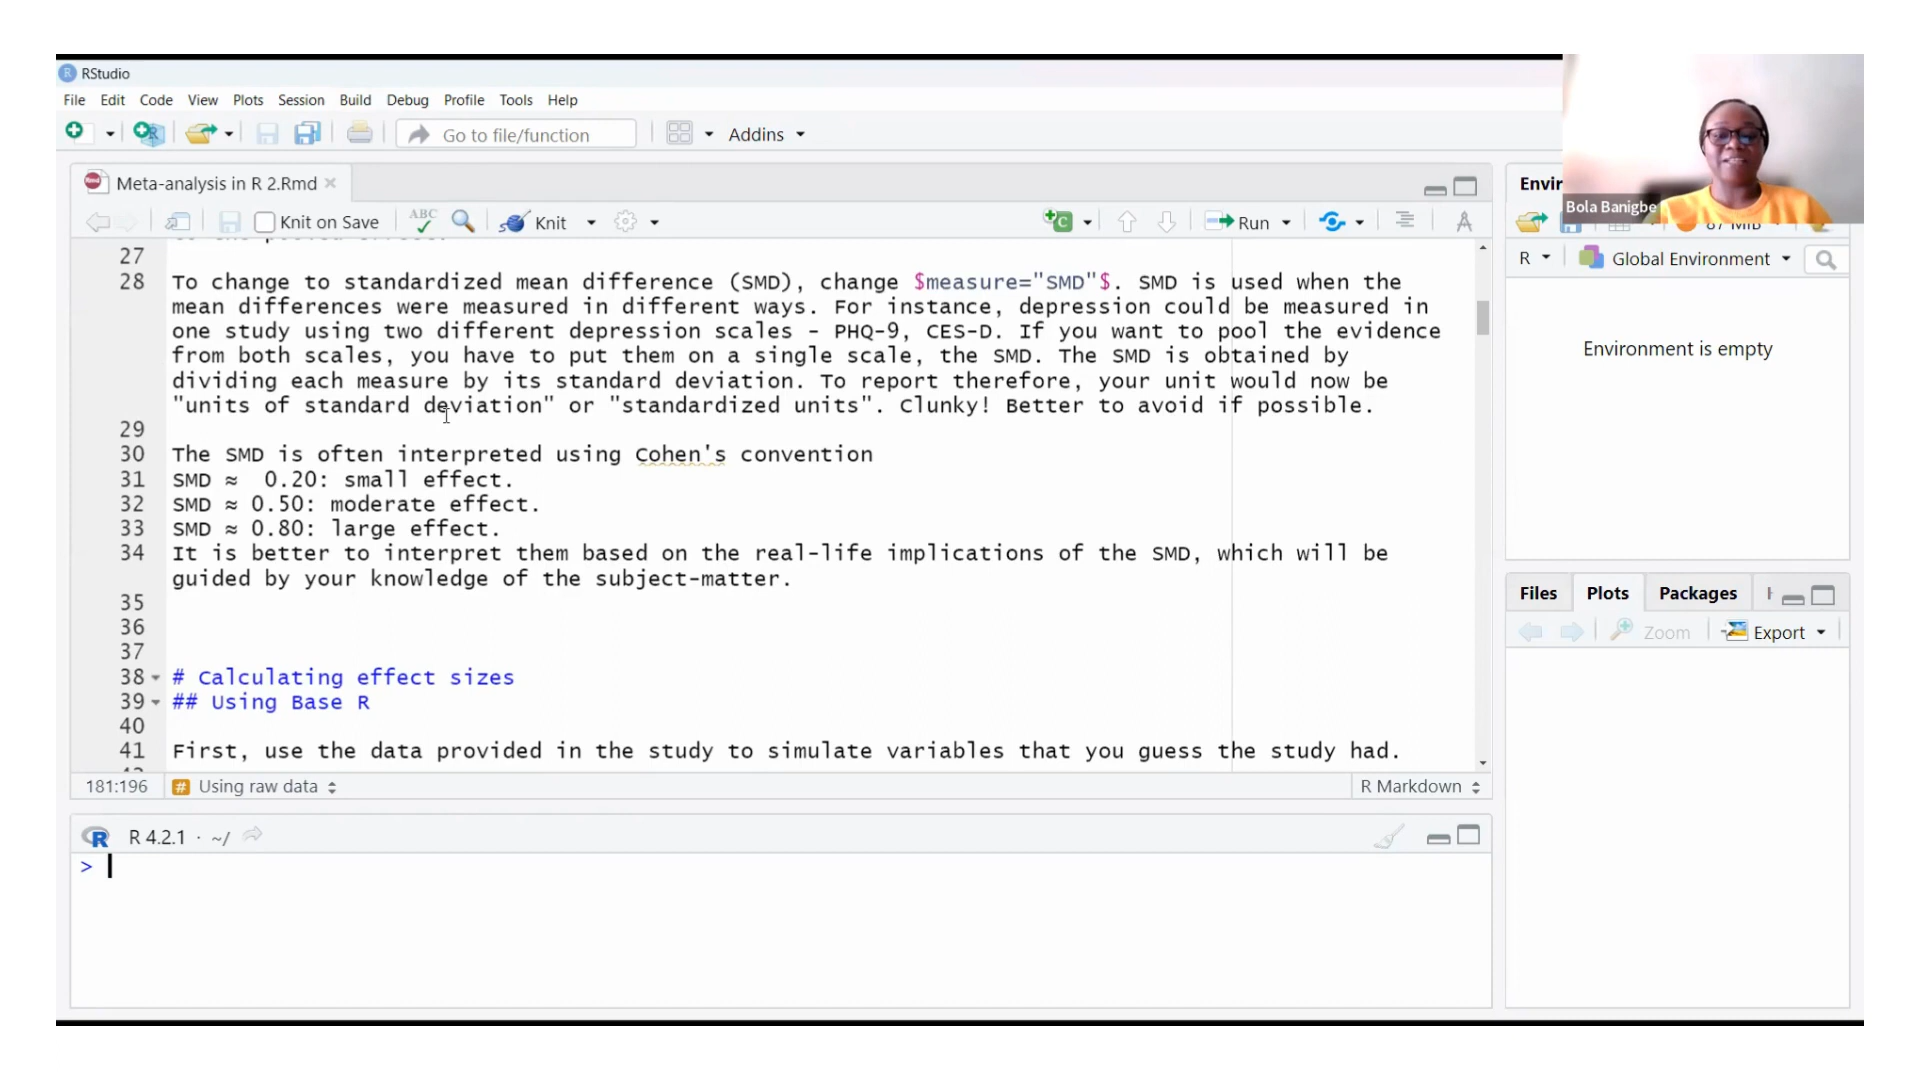 RStudio
File Edit Code View Plots Session Build Debug Profile Tools Help
Go to file/function Addins
Meta-analysis in R 2.Rmd
Knit on Save ABC Knit Run
27
28 To change to standardized mean difference (SMD), change $measure="SMD"$. SMD is used when the
mean differences were measured in different ways. For instance, depression could be measured in
one study using two different depression scales - PHQ-9, CES-D. If you want to pool the evidence
from both scales, you have to put them on a single scale, the SMD. The SMD is obtained by
dividing each measure by its standard deviation. To report therefore, your unit would now be
"units of standard deviation" or "standardized units". Clunky! Better to avoid if possible.
29
30 The SMD is often interpreted using Cohen's convention
31 SMD ≈  0.20: small effect.
32 SMD ≈ 0.50: moderate effect.
33 SMD ≈ 0.80: large effect.
34 It is better to interpret them based on the real-life implications of the SMD, which will be
guided by your knowledge of the subject-matter.
35
36
37
38 # Calculating effect sizes
39 ## Using Base R
40
41 First, use the data provided in the study to simulate variables that you guess the study had.
181:196 # Using raw data R Markdown
R R 4.2.1 · ~/
>
Bola Banigbe
R Global Environment
Environment is empty
Files Plots Packages
Zoom Export